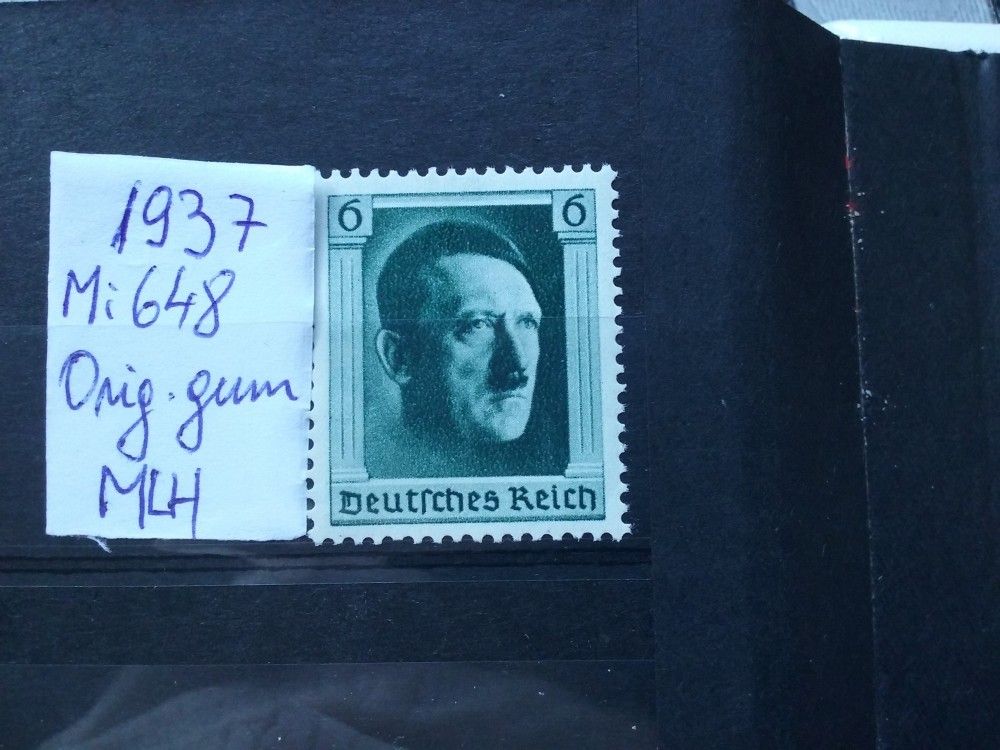 1937
Mi 648
Orig. gum
MLH
6 6
Deutſches Reich